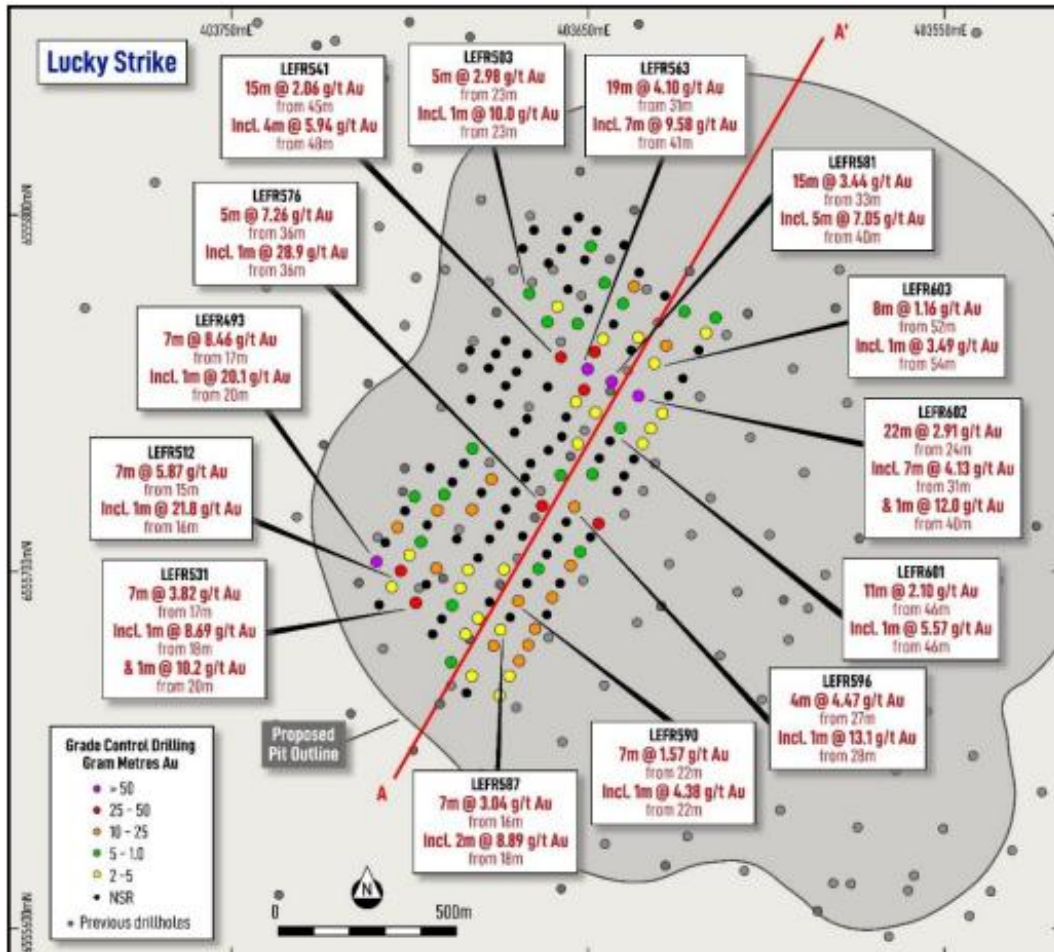 403750mE
403650mE
403550mE
Lucky Strike
A'
LEFR541
15m @ 2.06 g/t Au
from 45m
Incl. 4m @ 5.94 g/t Au
from 48m
LEFR503
5m @ 2.98 g/t Au
from 23m
Incl. 1m @ 10.0 g/t Au
from 23m
LEFR563
19m @ 4.10 g/t Au
from 31m
Incl. 7m @ 9.58 g/t Au
from 41m
LEFR581
15m @ 3.44 g/t Au
from 33m
Incl. 5m @ 7.05 g/t Au
from 40m
LEFR576
5m @ 7.26 g/t Au
from 36m
Incl. 1m @ 28.9 g/t Au
from 36m
6555800mN
LEFR603
8m @ 1.16 g/t Au
from 52m
Incl. 1m @ 3.49 g/t Au
from 54m
LEFR493
7m @ 8.46 g/t Au
from 17m
Incl. 1m @ 20.1 g/t Au
from 20m
LEFR602
22m @ 2.91 g/t Au
from 24m
Incl. 7m @ 4.13 g/t Au
from 31m
& 1m @ 12.0 g/t Au
from 40m
LEFR512
7m @ 5.87 g/t Au
from 15m
Incl. 1m @ 21.8 g/t Au
from 16m
6555700mN
LEFR531
7m @ 3.82 g/t Au
from 17m
Incl. 1m @ 8.69 g/t Au
from 18m
& 1m @ 10.2 g/t Au
from 20m
LEFR601
11m @ 2.10 g/t Au
from 46m
Incl. 1m @ 5.57 g/t Au
from 46m
LEFR596
4m @ 4.47 g/t Au
from 27m
Incl. 1m @ 13.1 g/t Au
from 28m
Proposed
Pit Outline
A
LEFR590
7m @ 1.57 g/t Au
from 22m
Incl. 1m @ 4.38 g/t Au
from 22m
LEFR587
7m @ 3.04 g/t Au
from 16m
Incl. 2m @ 8.89 g/t Au
from 18m
Grade Control Drilling
Gram Metres Au
> 50
25 - 50
10 - 25
5 - 1.0
2 - 5
NSR
Previous drillholes
N
0
500m
6555600mN